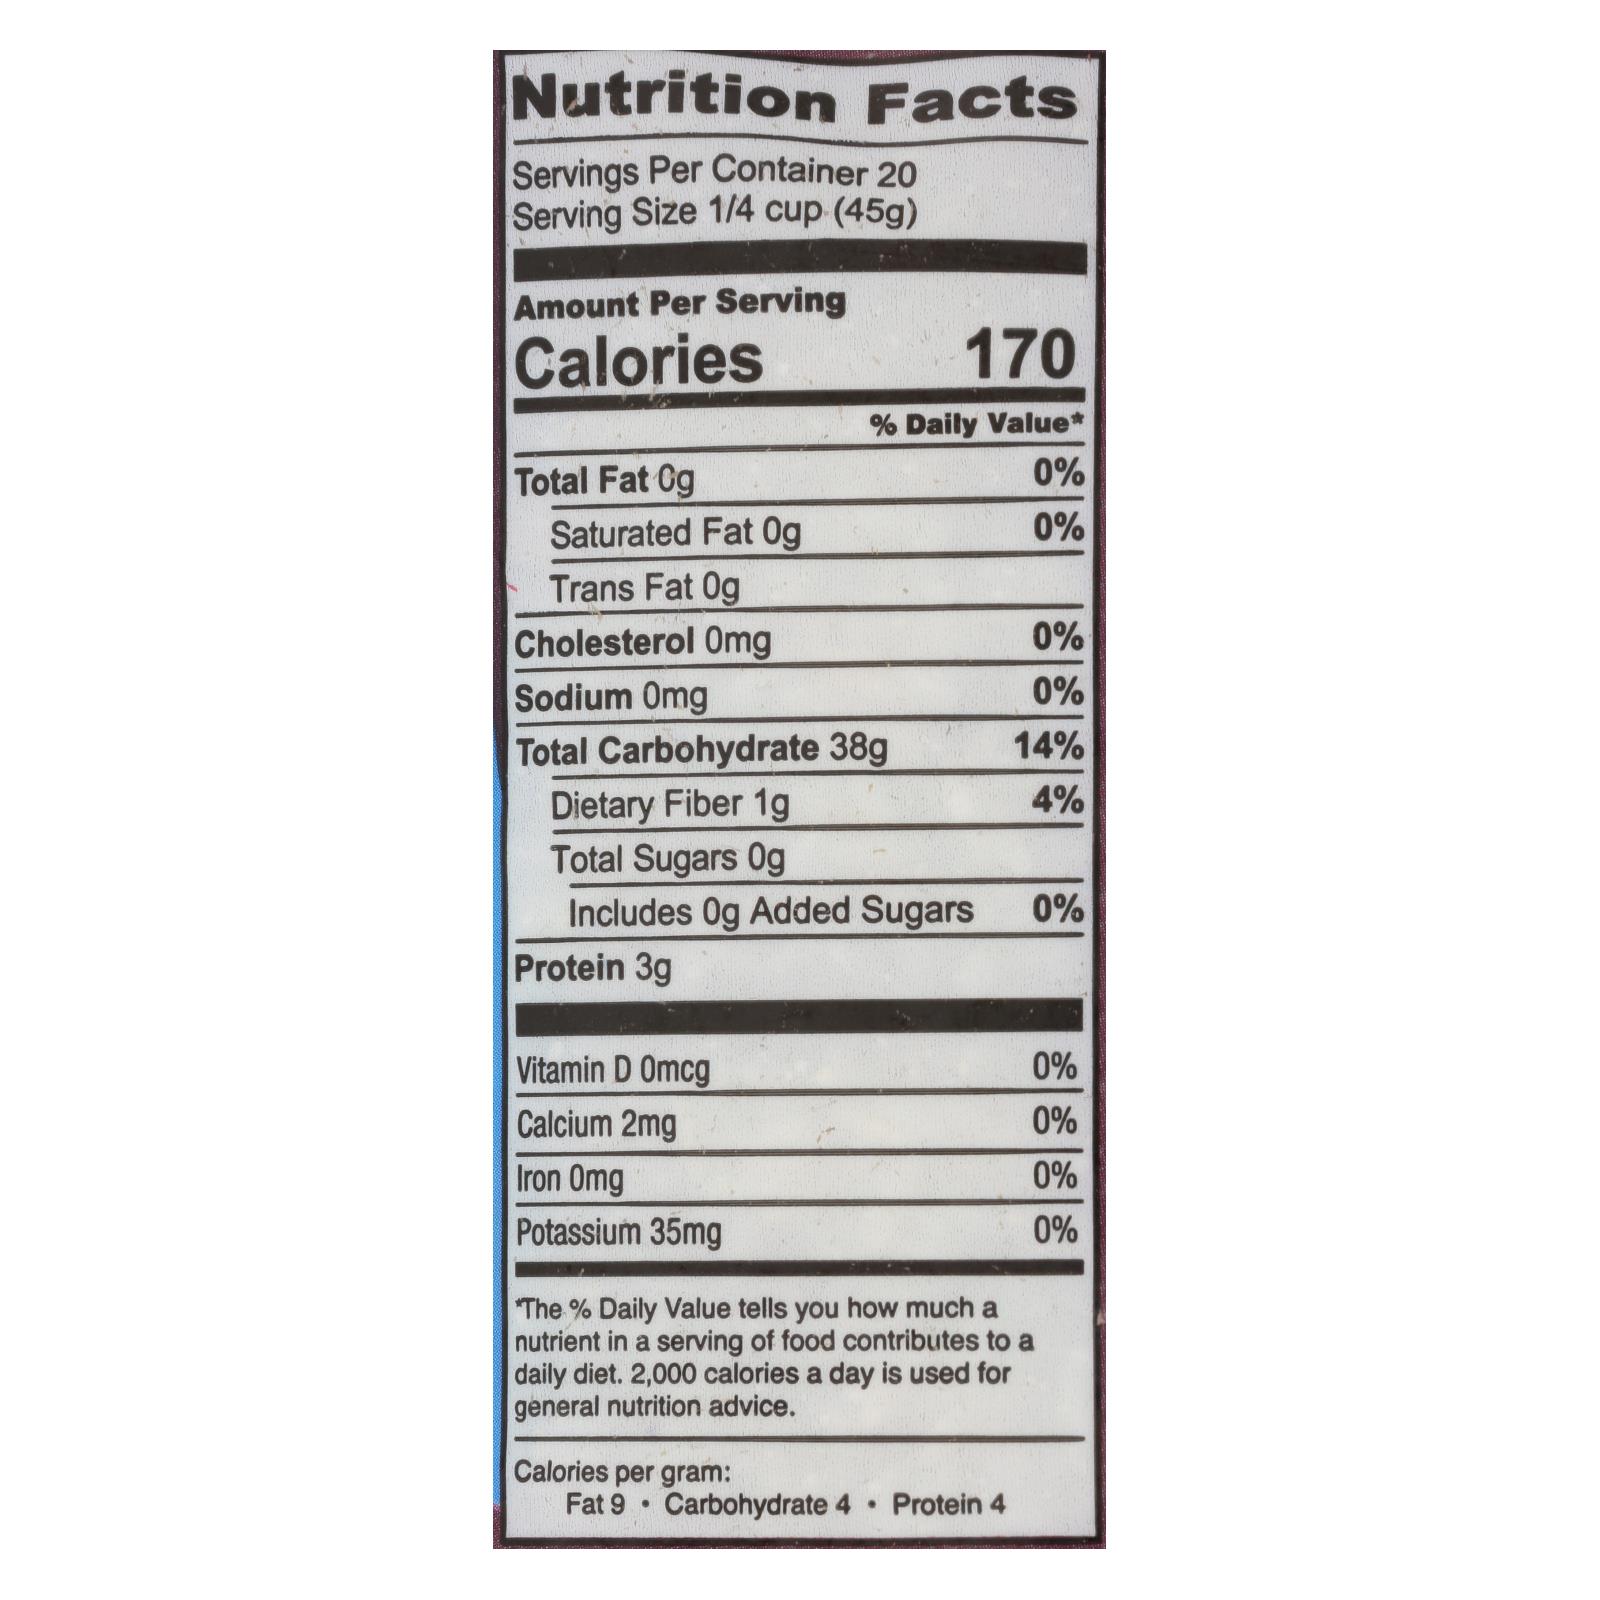 Nutrition Facts
Servings Per Container 20
Serving Size 1/4 cup (45g)
Amount Per Serving
Calories 170
% Daily Value*
Total Fat 0g 0%
Saturated Fat 0g 0%
Trans Fat 0g
Cholesterol 0mg 0%
Sodium 0mg 0%
Total Carbohydrate 38g 14%
Dietary Fiber 1g 4%
Total Sugars 0g
Includes 0g Added Sugars 0%
Protein 3g
Vitamin D 0mcg 0%
Calcium 2mg 0%
Iron 0mg 0%
Potassium 35mg 0%
*The % Daily Value tells you how much a
nutrient in a serving of food contributes to a
daily diet. 2,000 calories a day is used for
general nutrition advice.
Calories per gram:
Fat 9 • Carbohydrate 4 • Protein 4